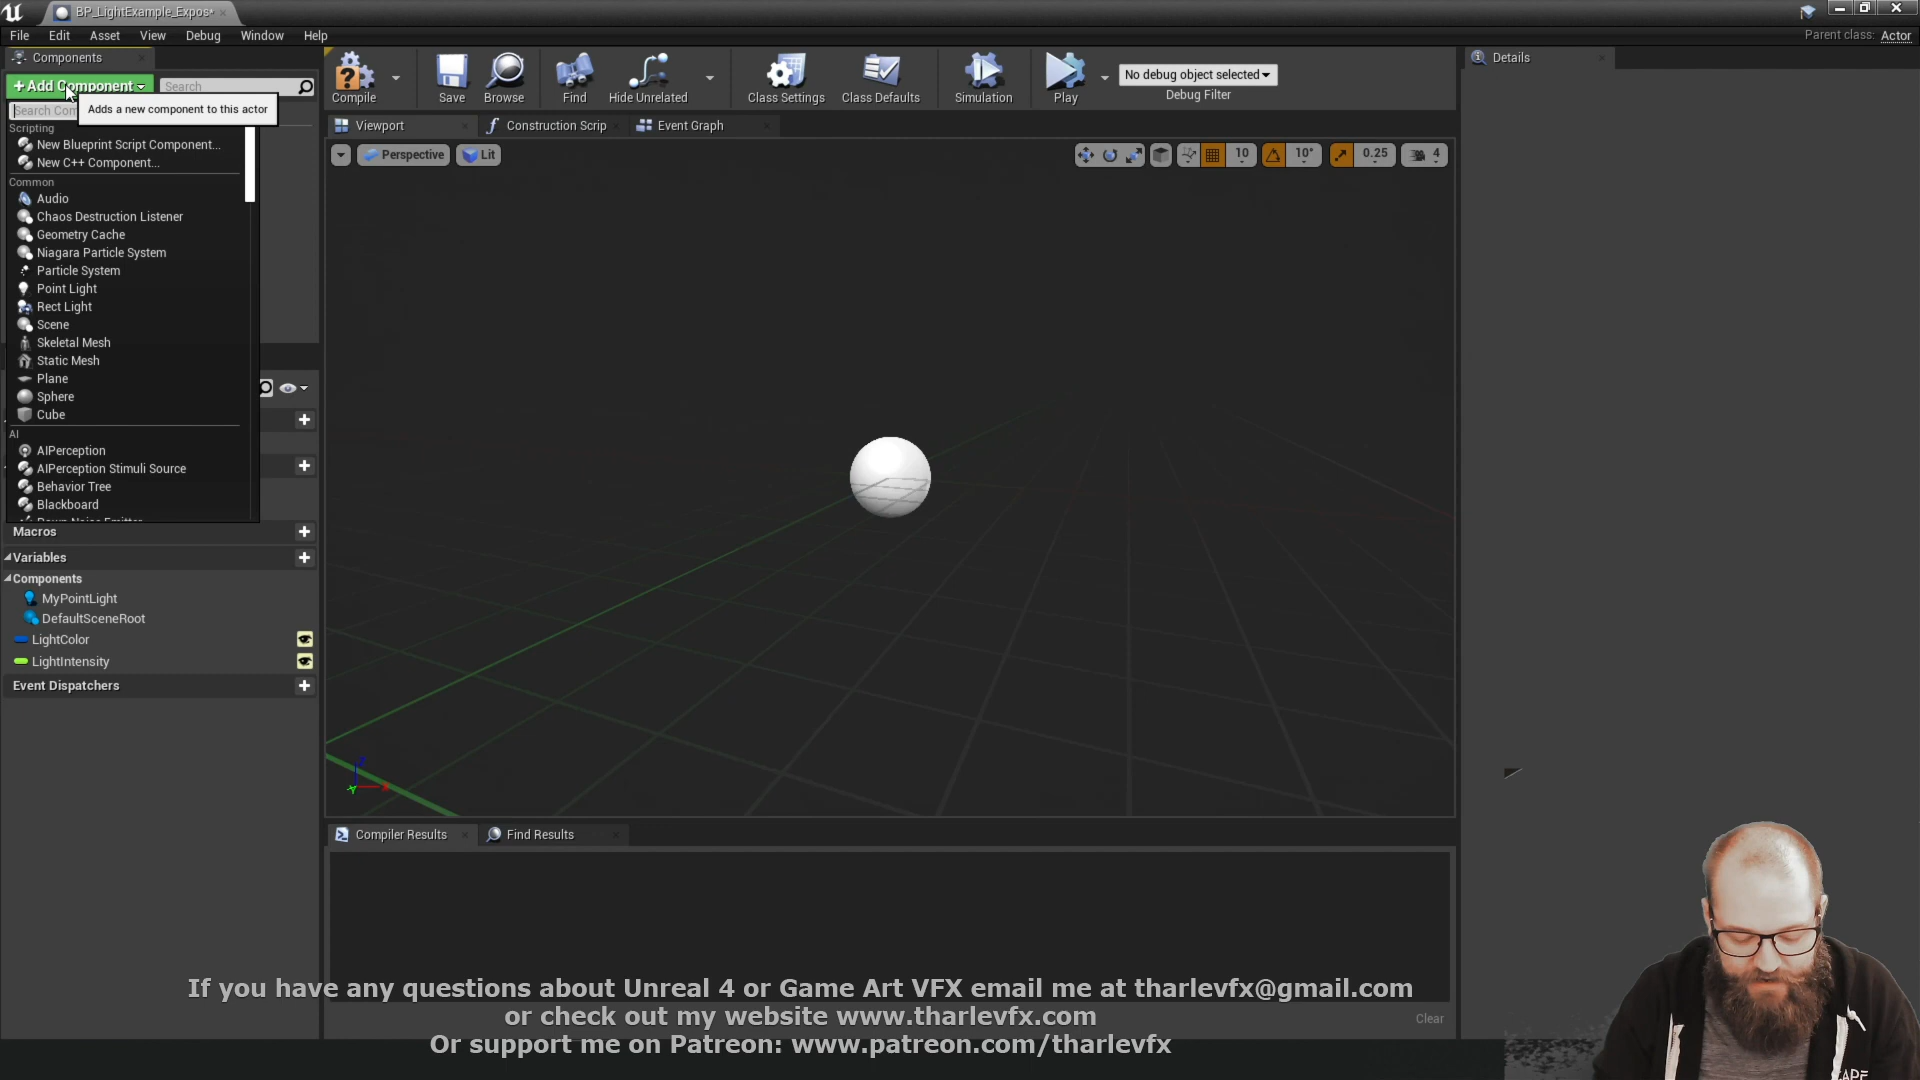 BP_LightExample_Expos*
File Edit Asset View Debug Window Help
Parent class: Actor
Components
Details
+Add Component
Search
Adds a new component to this actor
Compile
Save
Browse
Find
Hide Unrelated
Class Settings
Class Defaults
Simulation
Play
No debug object selected
Debug Filter
Scripting
New Blueprint Script Component...
New C++ Component...
Common
Audio
Chaos Destruction Listener
Geometry Cache
Niagara Particle System
Particle System
Point Light
Rect Light
Scene
Skeletal Mesh
Static Mesh
Plane
Sphere
Cube
AI
AIPerception
AIPerception Stimuli Source
Behavior Tree
Blackboard
Macros
Variables
Components
MyPointLight
DefaultSceneRoot
LightColor
LightIntensity
Event Dispatchers
Viewport
Construction Scrip
Event Graph
Perspective
Lit
10
10°
0.25
4
Compiler Results
Find Results
Clear
If you have any questions about Unreal 4 or Game Art VFX email me at tharlevfx@gmail.com
or check out my website www.tharlevfx.com
Or support me on Patreon: www.patreon.com/tharlevfx